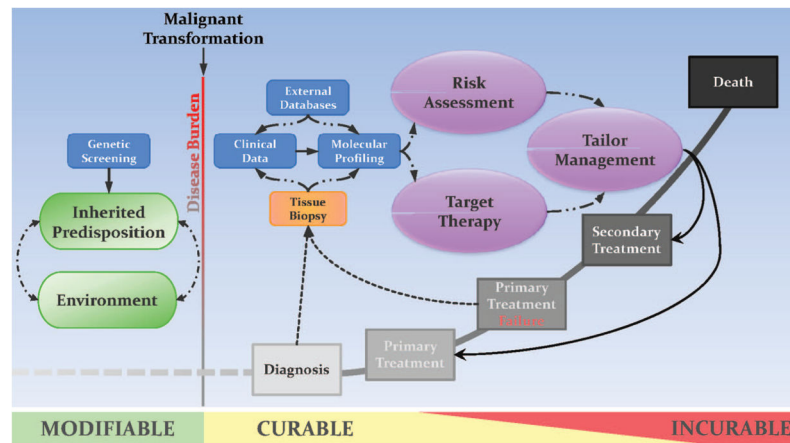 Malignant
Transformation
Disease Burden
External
Databases
Genetic
Screening
Clinical
Data
Molecular
Profiling
Tissue
Biopsy
Risk
Assessment
Target
Therapy
Tailor
Management
Death
Inherited
Predisposition
Environment
Secondary
Treatment
Primary
Treatment
Failure
Primary
Treatment
Diagnosis
MODIFIABLE
CURABLE
INCURABLE